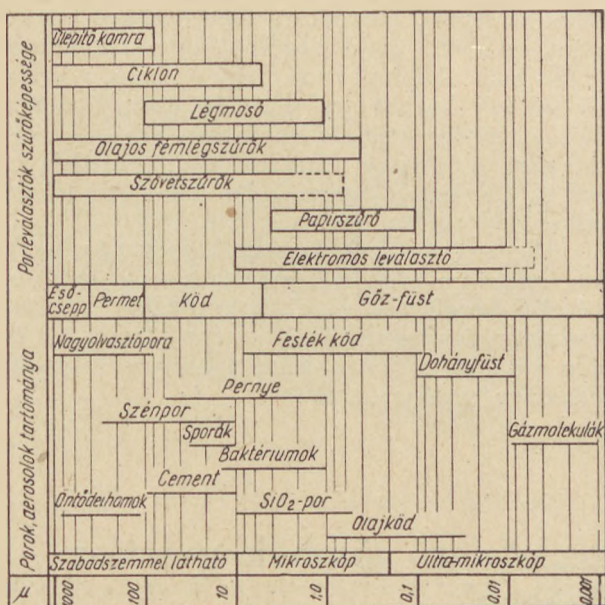 Porleválasztók szűrőképessége
Ülepítő kamra
Ciklon
Légmosó
Olajos fémlégszűrők
Szövetszűrők
Papírszűrő
Elektromos leválasztó
Eső-
csepp
Permet
Köd
Gőz-füst
Porok, aerosolok tartománya
Nagyolvasztópora
Festék köd
Dohányfüst
Pernye
Szénpor
Spórák
Gázmolekulák
Baktériumok
Cement
Öntödeihomok
SiO₂-por
Olajköd
Szabadszemmel látható
Mikroszkóp
Ultra-mikroszkóp
μ
1000
100
10
1,0
0,1
0,01
0,001